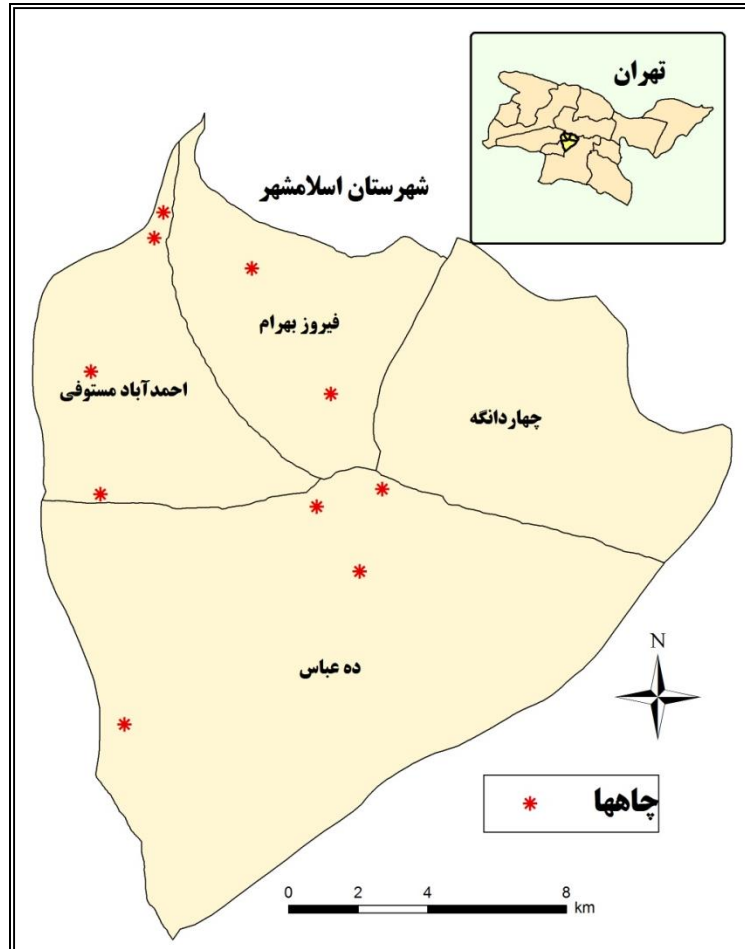 تهران
شهرستان اسلامشهر
فیروز بهرام
احمدآباد مستوفی
چهاردانگه
ده عباس
N
چاهها
0 2 4 8
km